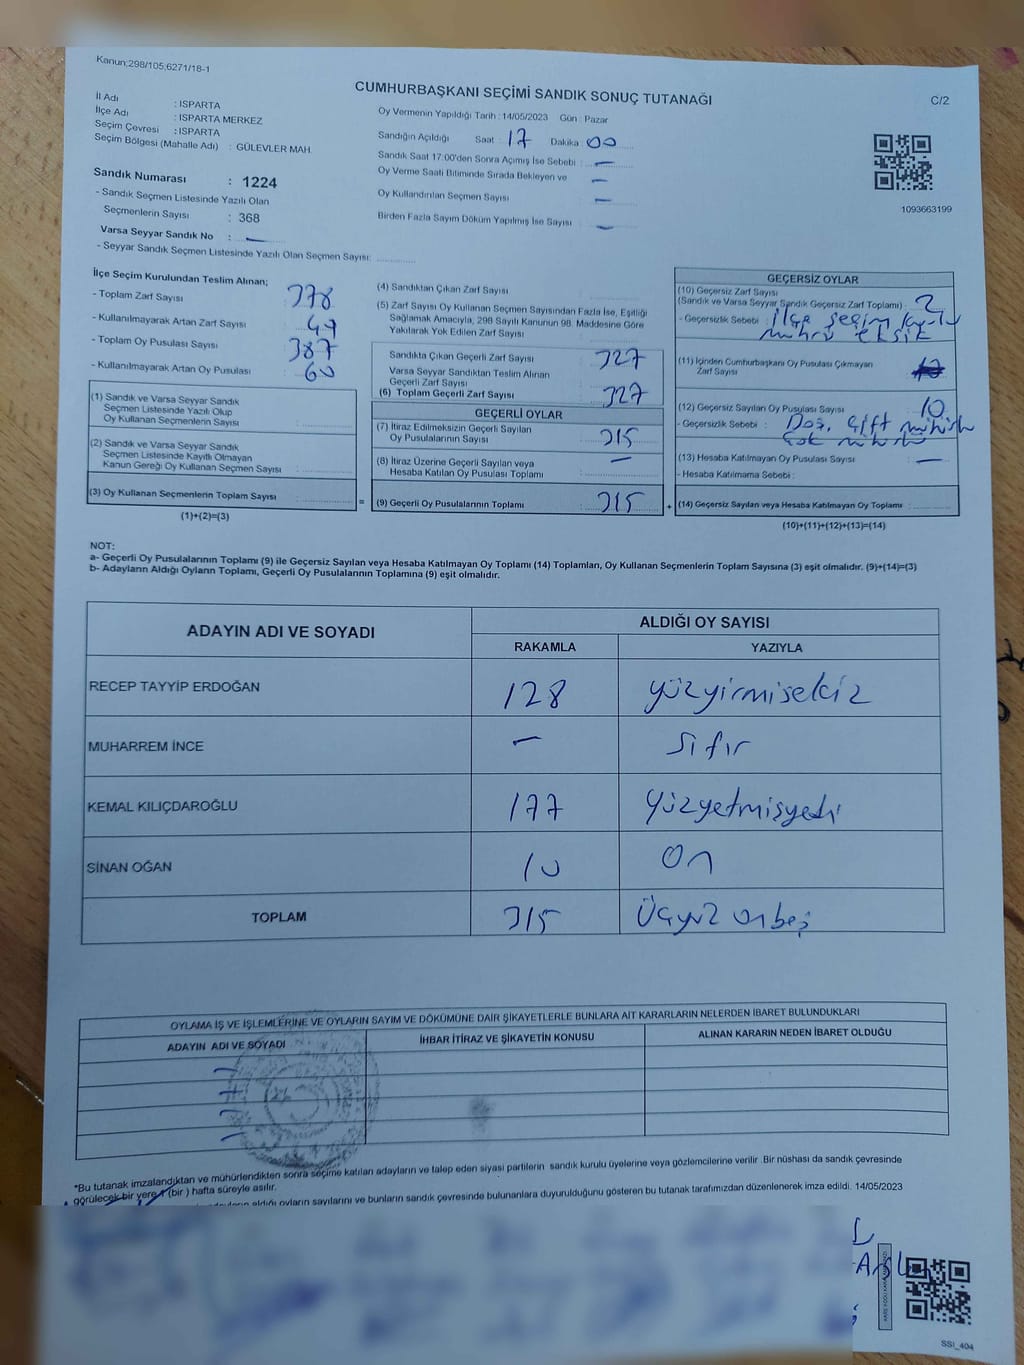 Kanun;298/105;6271/18-1
CUMHURBAŞKANI SEÇİMİ SANDIK SONUÇ TUTANAĞI
C/2
İl Adı : ISPARTA
İlçe Adı : ISPARTA MERKEZ
Seçim Çevresi : ISPARTA
Seçim Bölgesi (Mahalle Adı) : GÜLEVLER MAH.
Sandık Numarası : 1224
- Sandık Seçmen Listesinde Yazılı Olan
Seçmenlerin Sayısı : 368
Varsa Seyyar Sandık No : —
- Seyyar Sandık Seçmen Listesinde Yazılı Olan Seçmen Sayısı:
Oy Vermenin Yapıldığı Tarih : 14/05/2023 Gün : Pazar
Sandığın Açıldığı Saat : 17 Dakika 00
Sandık Saat 17:00'den Sonra Açımış İse Sebebi : —
Oy Verme Saati Bitiminde Sırada Bekleyen ve —
Oy Kullandırılan Seçmen Sayısı —
Birden Fazla Sayım Döküm Yapılmış İse Sayısı —
1093663199
İlçe Seçim Kurulundan Teslim Alınan;
- Toplam Zarf Sayısı : 378
- Kullanılmayarak Artan Zarf Sayısı : 49
- Toplam Oy Pusulası Sayısı : 387
- Kullanılmayarak Artan Oy Pusulası : 60
(1) Sandık ve Varsa Seyyar Sandık
Seçmen Listesinde Yazılı Olup
Oy Kullanan Seçmenlerin Sayısı :
(2) Sandık ve Varsa Seyyar Sandık
Seçmen Listesinde Kayıtlı Olmayan
Kanun Gereği Oy Kullanan Seçmen Sayısı :
(3) Oy Kullanan Seçmenlerin Toplam Sayısı :
(1)+(2)=(3)
(4) Sandıktan Çıkan Zarf Sayısı :
(5) Zarf Sayısı Oy Kullanan Seçmen Sayısından Fazla İse, Eşitliği
Sağlamak Amacıyla, 298 Sayılı Kanunun 98. Maddesine Göre
Yakılarak Yok Edilen Zarf Sayısı :
Sandıkta Çıkan Geçerli Zarf Sayısı : 327
Varsa Seyyar Sandıktan Teslim Alınan
Geçerli Zarf Sayısı
(6) Toplam Geçerli Zarf Sayısı : 327
GEÇERLİ OYLAR
(7) İtiraz Edilmeksizin Geçerli Sayılan
Oy Pusulalarının Sayısı : 315
(8) İtiraz Üzerine Geçerli Sayılan veya —
Hesaba Katılan Oy Pusulası Toplamı :
= (9) Geçerli Oy Pusulalarının Toplamı : 315
GEÇERSİZ OYLAR
(10) Geçersiz Zarf Sayısı
(Sandık ve Varsa Seyyar Sandık Geçersiz Zarf Toplamı) : 2
- Geçersizlik Sebebi : ilçe seçim kurulu
mührü eksik
(11) İçinden Cumhurbaşkanı Oy Pusulası Çıkmayan
Zarf Sayısı
(12) Geçersiz Sayılan Oy Pusulası Sayısı : 10
- Geçersizlik Sebebi : Çift mühür
Çok mühür
(13) Hesaba Katılmayan Oy Pusulası Sayısı : —
- Hesaba Katılmama Sebebi :
+ (14) Geçersiz Sayılan veya Hesaba Katılmayan Oy Toplamı :
(10)+(11)+(12)+(13)=(14)
NOT:
a- Geçerli Oy Pusulalarının Toplamı (9) ile Geçersiz Sayılan veya Hesaba Katılmayan Oy Toplamı (14) Toplamları, Oy Kullanan Seçmenlerin Toplam Sayısına (3) eşit olmalıdır. (9)+(14)=(3)
b- Adayların Aldığı Oyların Toplamı, Geçerli Oy Pusulalarının Toplamına (9) eşit olmalıdır.
ADAYIN ADI VE SOYADI
ALDIĞI OY SAYISI
RAKAMLA YAZIYLA
RECEP TAYYİP ERDOĞAN 128 yüzyirmisekiz
MUHARREM İNCE — sıfır
KEMAL KILIÇDAROĞLU 177 yüzyetmişyedi
SİNAN OĞAN 10 on
TOPLAM 315 üçyüz onbeş
OYLAMA İŞ VE İŞLEMLERİNE VE OYLARIN SAYIM VE DÖKÜMÜNE DAİR ŞİKAYETLERLE BUNLARA AİT KARARLARIN NELERDEN İBARET BULUNDUKLARI
ADAYIN ADI VE SOYADI İHBAR İTİRAZ VE ŞİKAYETİN KONUSU ALINAN KARARIN NEDEN İBARET OLDUĞU
*Bu tutanak imzalandıktan ve mühürlendikten sonra seçime katılan adayların ve talep eden siyasi partilerin sandık kurulu üyelerine veya gözlemcilerine verilir. Bir nüshası da sandık çevresinde
görülecek bir yere 1 (bir) hafta süreyle asılır.
aldığı oyların sayılarını ve bunların sandık çevresinde bulunanlara duyurulduğunu gösteren bu tutanak tarafımızdan düzenlenerek imza edildi. 14/05/2023
SSI_404